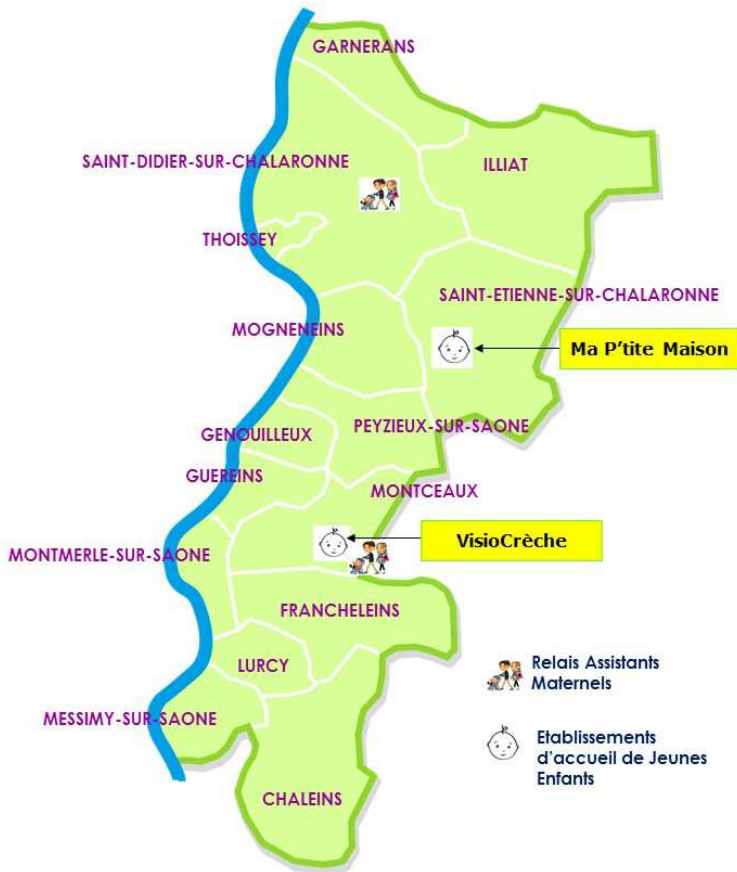 GARNERANS
SAINT-DIDIER-SUR-CHALARONNE
ILLIAT
THOISSEY
SAINT-ETIENNE-SUR-CHALARONNE
MOGNENEINS
Ma P'tite Maison
PEYZIEUX-SUR-SAONE
GENOUILLEUX
GUEREINS
MONTCEAUX
VisioCrèche
MONTMERLE-SUR-SAONE
FRANCHELEINS
LURCY
Relais Assistants
Maternels
MESSIMY-SUR-SAONE
Etablissements
d'accueil de Jeunes
Enfants
CHALEINS